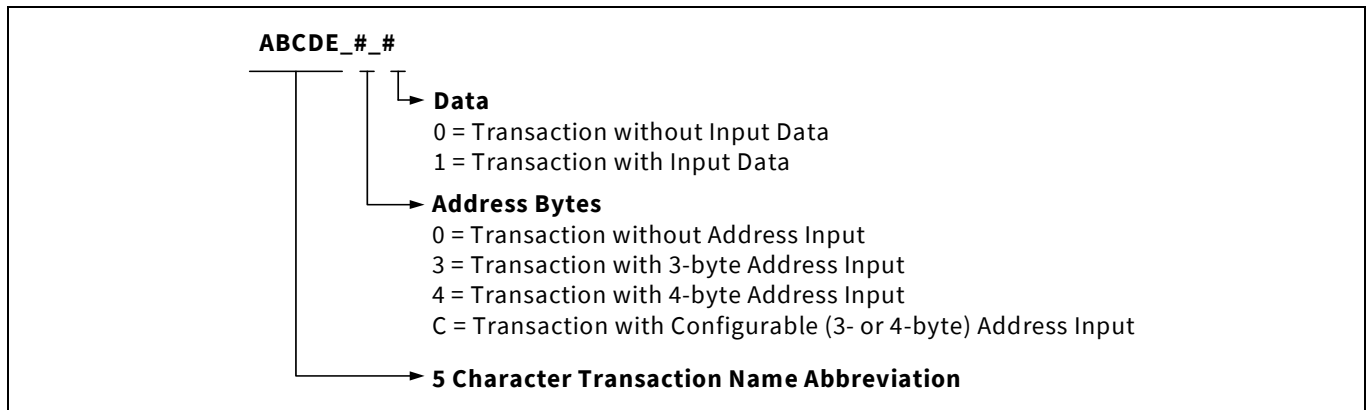 ABCDE_#_#
Data
0 = Transaction without Input Data
1 = Transaction with Input Data
Address Bytes
0 = Transaction without Address Input
3 = Transaction with 3-byte Address Input
4 = Transaction with 4-byte Address Input
C = Transaction with Configurable (3- or 4-byte) Address Input
5 Character Transaction Name Abbreviation